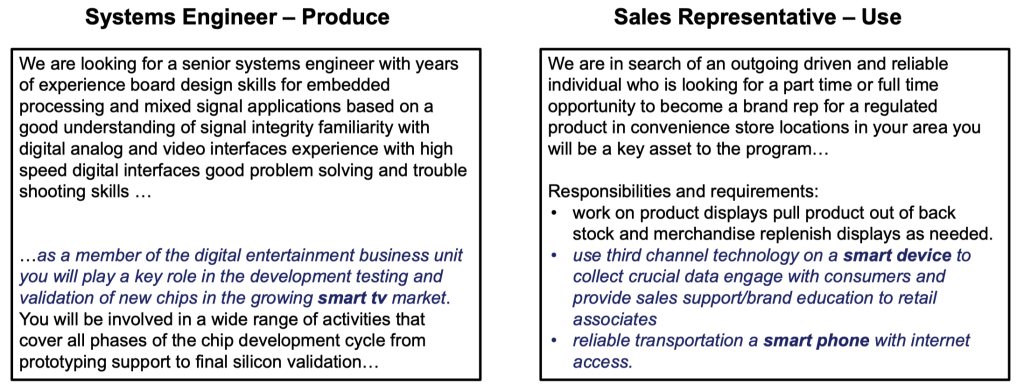 Systems Engineer – Produce
We are looking for a senior systems engineer with years
of experience board design skills for embedded
processing and mixed signal applications based on a
good understanding of signal integrity familiarity with
digital analog and video interfaces experience with high
speed digital interfaces good problem solving and trouble
shooting skills …
…as a member of the digital entertainment business unit
you will play a key role in the development testing and
validation of new chips in the growing smart tv market.
You will be involved in a wide range of activities that
cover all phases of the chip development cycle from
prototyping support to final silicon validation…
Sales Representative – Use
We are in search of an outgoing driven and reliable
individual who is looking for a part time or full time
opportunity to become a brand rep for a regulated
product in convenience store locations in your area you
will be a key asset to the program…
Responsibilities and requirements:
• work on product displays pull product out of back
stock and merchandise replenish displays as needed.
• use third channel technology on a smart device to
collect crucial data engage with consumers and
provide sales support/brand education to retail
associates
• reliable transportation a smart phone with internet
access.